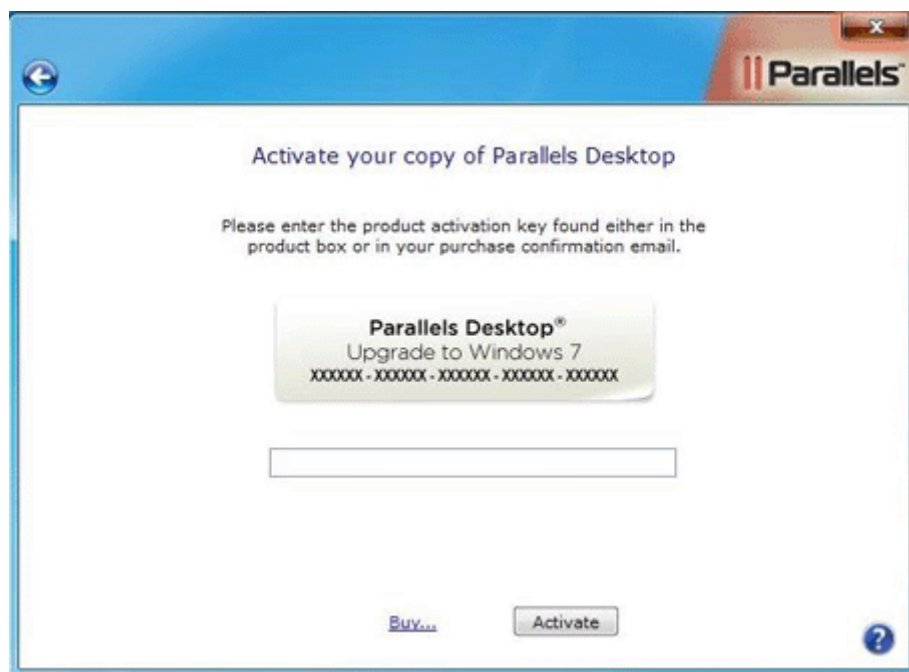 Parallels™
Activate your copy of Parallels Desktop
Please enter the product activation key found either in the
product box or in your purchase confirmation email.
Parallels Desktop®
Upgrade to Windows 7
XXXXXX - XXXXXX - XXXXXX - XXXXXX - XXXXXX
Buy... Activate
?